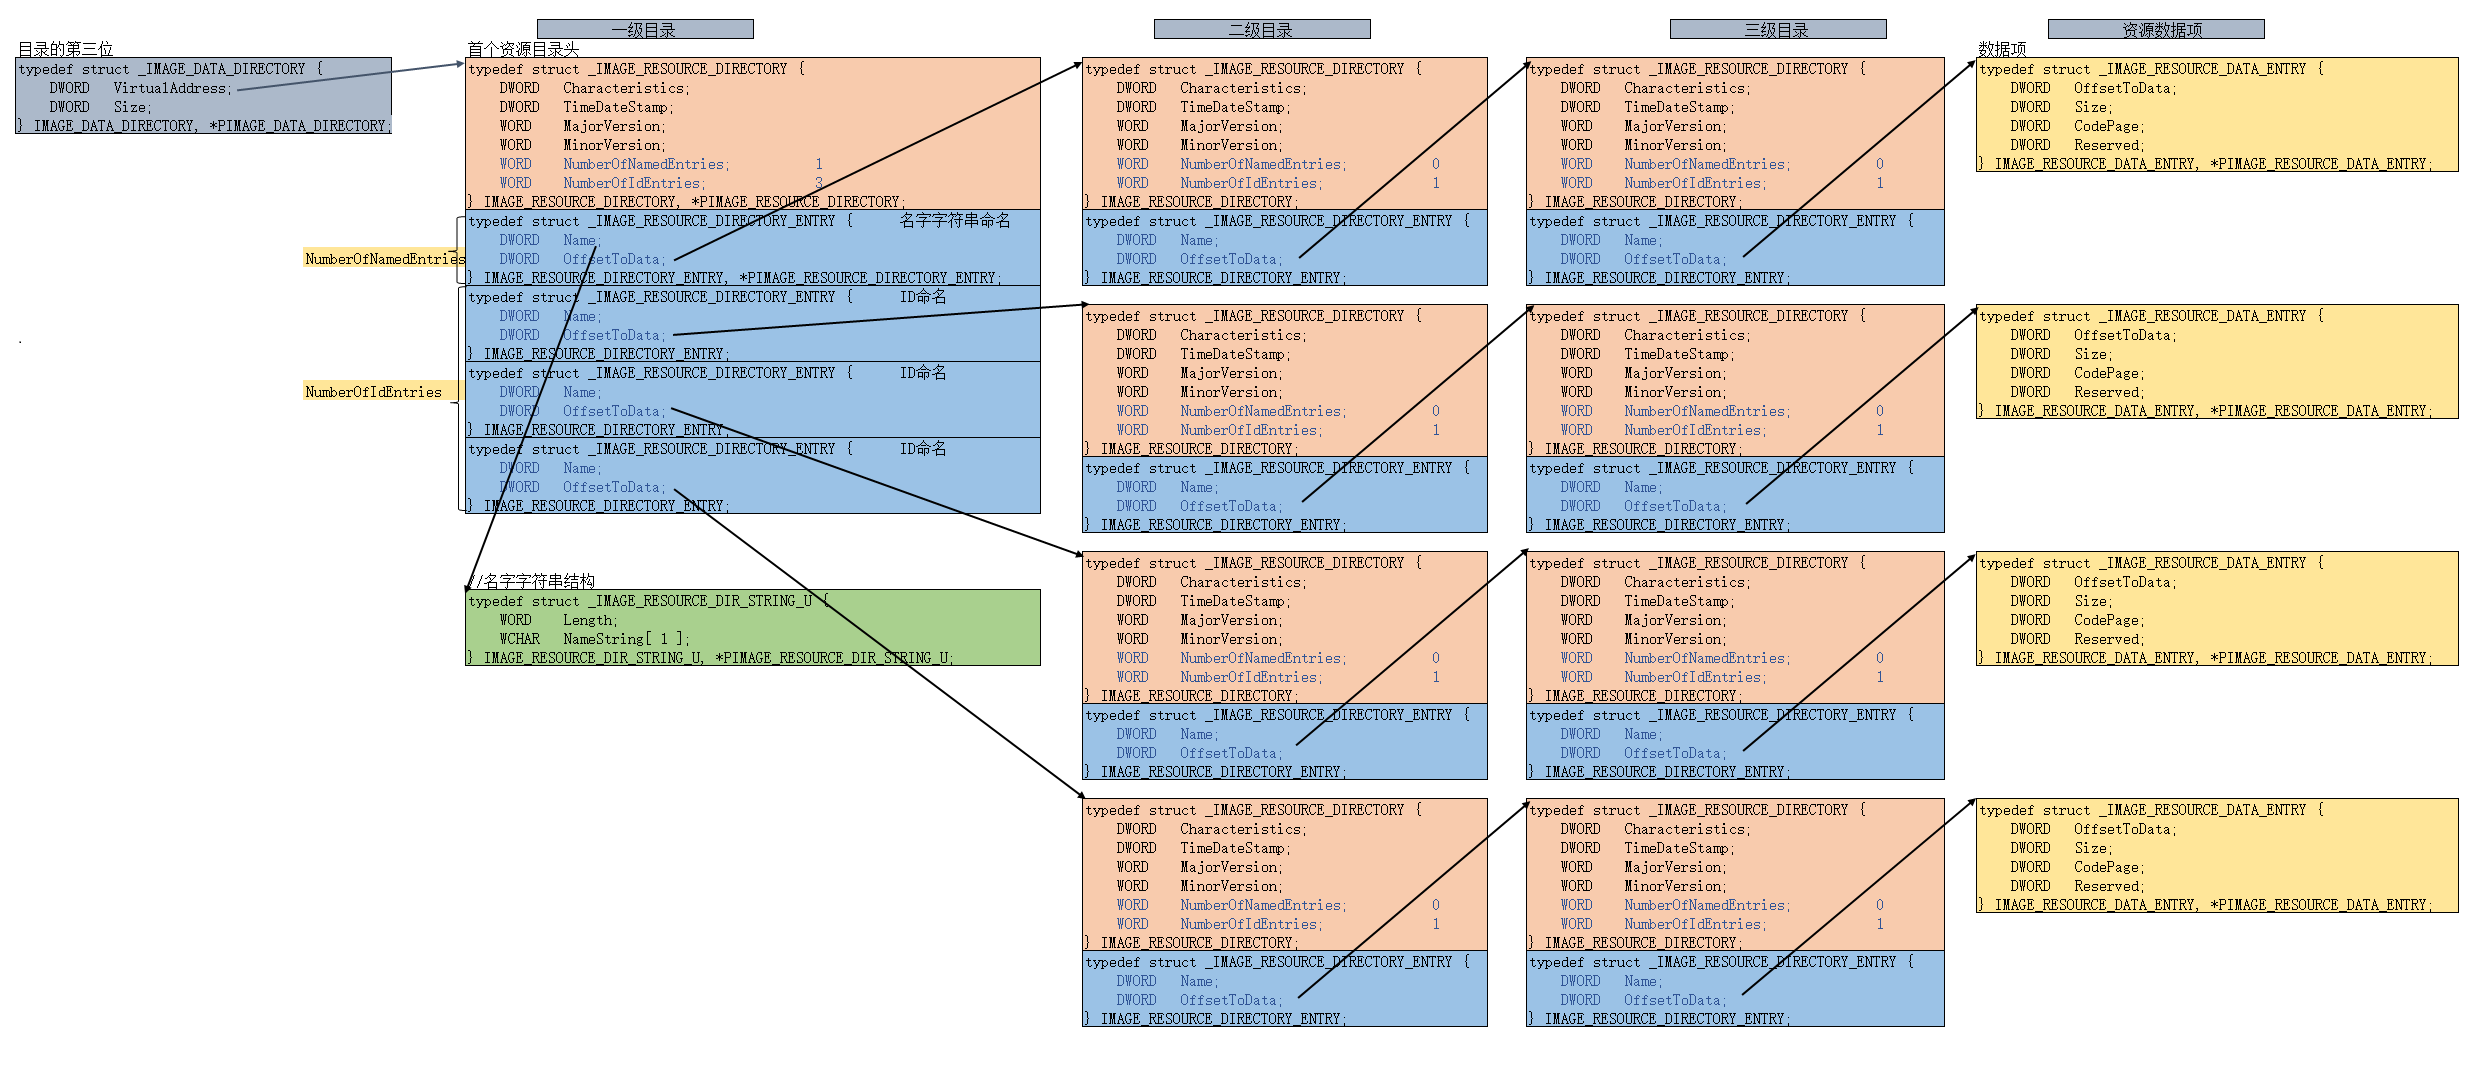 一级目录
二级目录
三级目录
资源数据项
目录的第三位
typedef struct _IMAGE_DATA_DIRECTORY {
DWORD VirtualAddress;
DWORD Size;
} IMAGE_DATA_DIRECTORY, *PIMAGE_DATA_DIRECTORY;
首个资源目录头
typedef struct _IMAGE_RESOURCE_DIRECTORY {
DWORD Characteristics;
DWORD TimeDateStamp;
WORD MajorVersion;
WORD MinorVersion;
WORD NumberOfNamedEntries; 1
WORD NumberOfIdEntries; 3
} IMAGE_RESOURCE_DIRECTORY, *PIMAGE_RESOURCE_DIRECTORY;
NumberOfNamedEntries
typedef struct _IMAGE_RESOURCE_DIRECTORY_ENTRY { 名字字符串命名
DWORD Name;
DWORD OffsetToData;
} IMAGE_RESOURCE_DIRECTORY_ENTRY, *PIMAGE_RESOURCE_DIRECTORY_ENTRY;
.
NumberOfIdEntries
typedef struct _IMAGE_RESOURCE_DIRECTORY_ENTRY { ID命名
DWORD Name;
DWORD OffsetToData;
} IMAGE_RESOURCE_DIRECTORY_ENTRY;
typedef struct _IMAGE_RESOURCE_DIRECTORY_ENTRY { ID命名
DWORD Name;
DWORD OffsetToData;
} IMAGE_RESOURCE_DIRECTORY_ENTRY;
typedef struct _IMAGE_RESOURCE_DIRECTORY_ENTRY { ID命名
DWORD Name;
DWORD OffsetToData;
} IMAGE_RESOURCE_DIRECTORY_ENTRY;
//名字字符串结构
typedef struct _IMAGE_RESOURCE_DIR_STRING_U {
WORD Length;
WCHAR NameString[ 1 ];
} IMAGE_RESOURCE_DIR_STRING_U, *PIMAGE_RESOURCE_DIR_STRING_U;
typedef struct _IMAGE_RESOURCE_DIRECTORY {
DWORD Characteristics;
DWORD TimeDateStamp;
WORD MajorVersion;
WORD MinorVersion;
WORD NumberOfNamedEntries; 0
WORD NumberOfIdEntries; 1
} IMAGE_RESOURCE_DIRECTORY;
typedef struct _IMAGE_RESOURCE_DIRECTORY_ENTRY {
DWORD Name;
DWORD OffsetToData;
} IMAGE_RESOURCE_DIRECTORY_ENTRY;
typedef struct _IMAGE_RESOURCE_DIRECTORY {
DWORD Characteristics;
DWORD TimeDateStamp;
WORD MajorVersion;
WORD MinorVersion;
WORD NumberOfNamedEntries; 0
WORD NumberOfIdEntries; 1
} IMAGE_RESOURCE_DIRECTORY;
typedef struct _IMAGE_RESOURCE_DIRECTORY_ENTRY {
DWORD Name;
DWORD OffsetToData;
} IMAGE_RESOURCE_DIRECTORY_ENTRY;
typedef struct _IMAGE_RESOURCE_DIRECTORY {
DWORD Characteristics;
DWORD TimeDateStamp;
WORD MajorVersion;
WORD MinorVersion;
WORD NumberOfNamedEntries; 0
WORD NumberOfIdEntries; 1
} IMAGE_RESOURCE_DIRECTORY;
typedef struct _IMAGE_RESOURCE_DIRECTORY_ENTRY {
DWORD Name;
DWORD OffsetToData;
} IMAGE_RESOURCE_DIRECTORY_ENTRY;
typedef struct _IMAGE_RESOURCE_DIRECTORY {
DWORD Characteristics;
DWORD TimeDateStamp;
WORD MajorVersion;
WORD MinorVersion;
WORD NumberOfNamedEntries; 0
WORD NumberOfIdEntries; 1
} IMAGE_RESOURCE_DIRECTORY;
typedef struct _IMAGE_RESOURCE_DIRECTORY_ENTRY {
DWORD Name;
DWORD OffsetToData;
} IMAGE_RESOURCE_DIRECTORY_ENTRY;
typedef struct _IMAGE_RESOURCE_DIRECTORY {
DWORD Characteristics;
DWORD TimeDateStamp;
WORD MajorVersion;
WORD MinorVersion;
WORD NumberOfNamedEntries; 0
WORD NumberOfIdEntries; 1
} IMAGE_RESOURCE_DIRECTORY;
typedef struct _IMAGE_RESOURCE_DIRECTORY_ENTRY {
DWORD Name;
DWORD OffsetToData;
} IMAGE_RESOURCE_DIRECTORY_ENTRY;
typedef struct _IMAGE_RESOURCE_DIRECTORY {
DWORD Characteristics;
DWORD TimeDateStamp;
WORD MajorVersion;
WORD MinorVersion;
WORD NumberOfNamedEntries; 0
WORD NumberOfIdEntries; 1
} IMAGE_RESOURCE_DIRECTORY;
typedef struct _IMAGE_RESOURCE_DIRECTORY_ENTRY {
DWORD Name;
DWORD OffsetToData;
} IMAGE_RESOURCE_DIRECTORY_ENTRY;
typedef struct _IMAGE_RESOURCE_DIRECTORY {
DWORD Characteristics;
DWORD TimeDateStamp;
WORD MajorVersion;
WORD MinorVersion;
WORD NumberOfNamedEntries; 0
WORD NumberOfIdEntries; 1
} IMAGE_RESOURCE_DIRECTORY;
typedef struct _IMAGE_RESOURCE_DIRECTORY_ENTRY {
DWORD Name;
DWORD OffsetToData;
} IMAGE_RESOURCE_DIRECTORY_ENTRY;
typedef struct _IMAGE_RESOURCE_DIRECTORY {
DWORD Characteristics;
DWORD TimeDateStamp;
WORD MajorVersion;
WORD MinorVersion;
WORD NumberOfNamedEntries; 0
WORD NumberOfIdEntries; 1
} IMAGE_RESOURCE_DIRECTORY;
typedef struct _IMAGE_RESOURCE_DIRECTORY_ENTRY {
DWORD Name;
DWORD OffsetToData;
} IMAGE_RESOURCE_DIRECTORY_ENTRY;
数据项
typedef struct _IMAGE_RESOURCE_DATA_ENTRY {
DWORD OffsetToData;
DWORD Size;
DWORD CodePage;
DWORD Reserved;
} IMAGE_RESOURCE_DATA_ENTRY, *PIMAGE_RESOURCE_DATA_ENTRY;
typedef struct _IMAGE_RESOURCE_DATA_ENTRY {
DWORD OffsetToData;
DWORD Size;
DWORD CodePage;
DWORD Reserved;
} IMAGE_RESOURCE_DATA_ENTRY, *PIMAGE_RESOURCE_DATA_ENTRY;
typedef struct _IMAGE_RESOURCE_DATA_ENTRY {
DWORD OffsetToData;
DWORD Size;
DWORD CodePage;
DWORD Reserved;
} IMAGE_RESOURCE_DATA_ENTRY, *PIMAGE_RESOURCE_DATA_ENTRY;
typedef struct _IMAGE_RESOURCE_DATA_ENTRY {
DWORD OffsetToData;
DWORD Size;
DWORD CodePage;
DWORD Reserved;
} IMAGE_RESOURCE_DATA_ENTRY, *PIMAGE_RESOURCE_DATA_ENTRY;